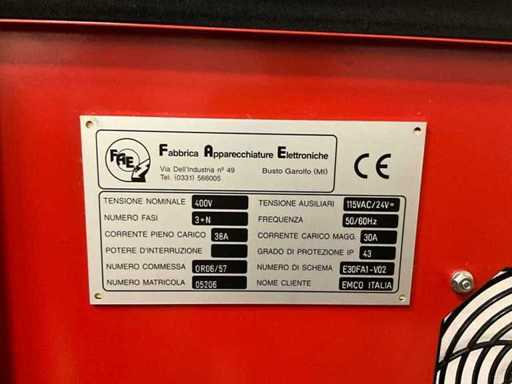 FAE
Fabbrica Apparecchiature Elettroniche
Via Dell'Industria n° 49 Busto Garolfo (MI)
Tel. (0331) 566005
CE
TENSIONE NOMINALE 400V TENSIONE AUSILIARI 115VAC/24V=
NUMERO FASI 3+N FREQUENZA 50/60Hz
CORRENTE PIENO CARICO 38A CORRENTE CARICO MAGG. 30A
POTERE D'INTERRUZIONE GRADO DI PROTEZIONE IP 43
NUMERO COMMESSA OR06/57 NUMERO DI SCHEMA E30FA1-V02
NUMERO MATRICOLA 05206 NOME CLIENTE EMCO ITALIA